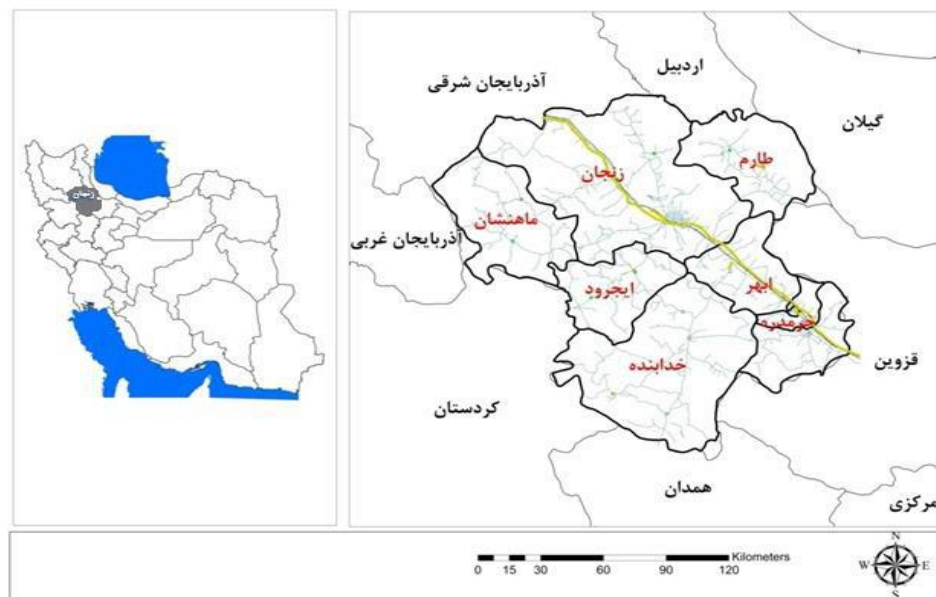 اردبیل
آذربایجان شرقی
گیلان
طارم
زنجان
زنجان
ماهنشان
آذربایجان غربی
ایجرود
ابهر
خرمدره
خدابنده
قزوین
کردستان
همدان
مرکزی
Kilometers
0 15 30 60 90 120
N
W E
S